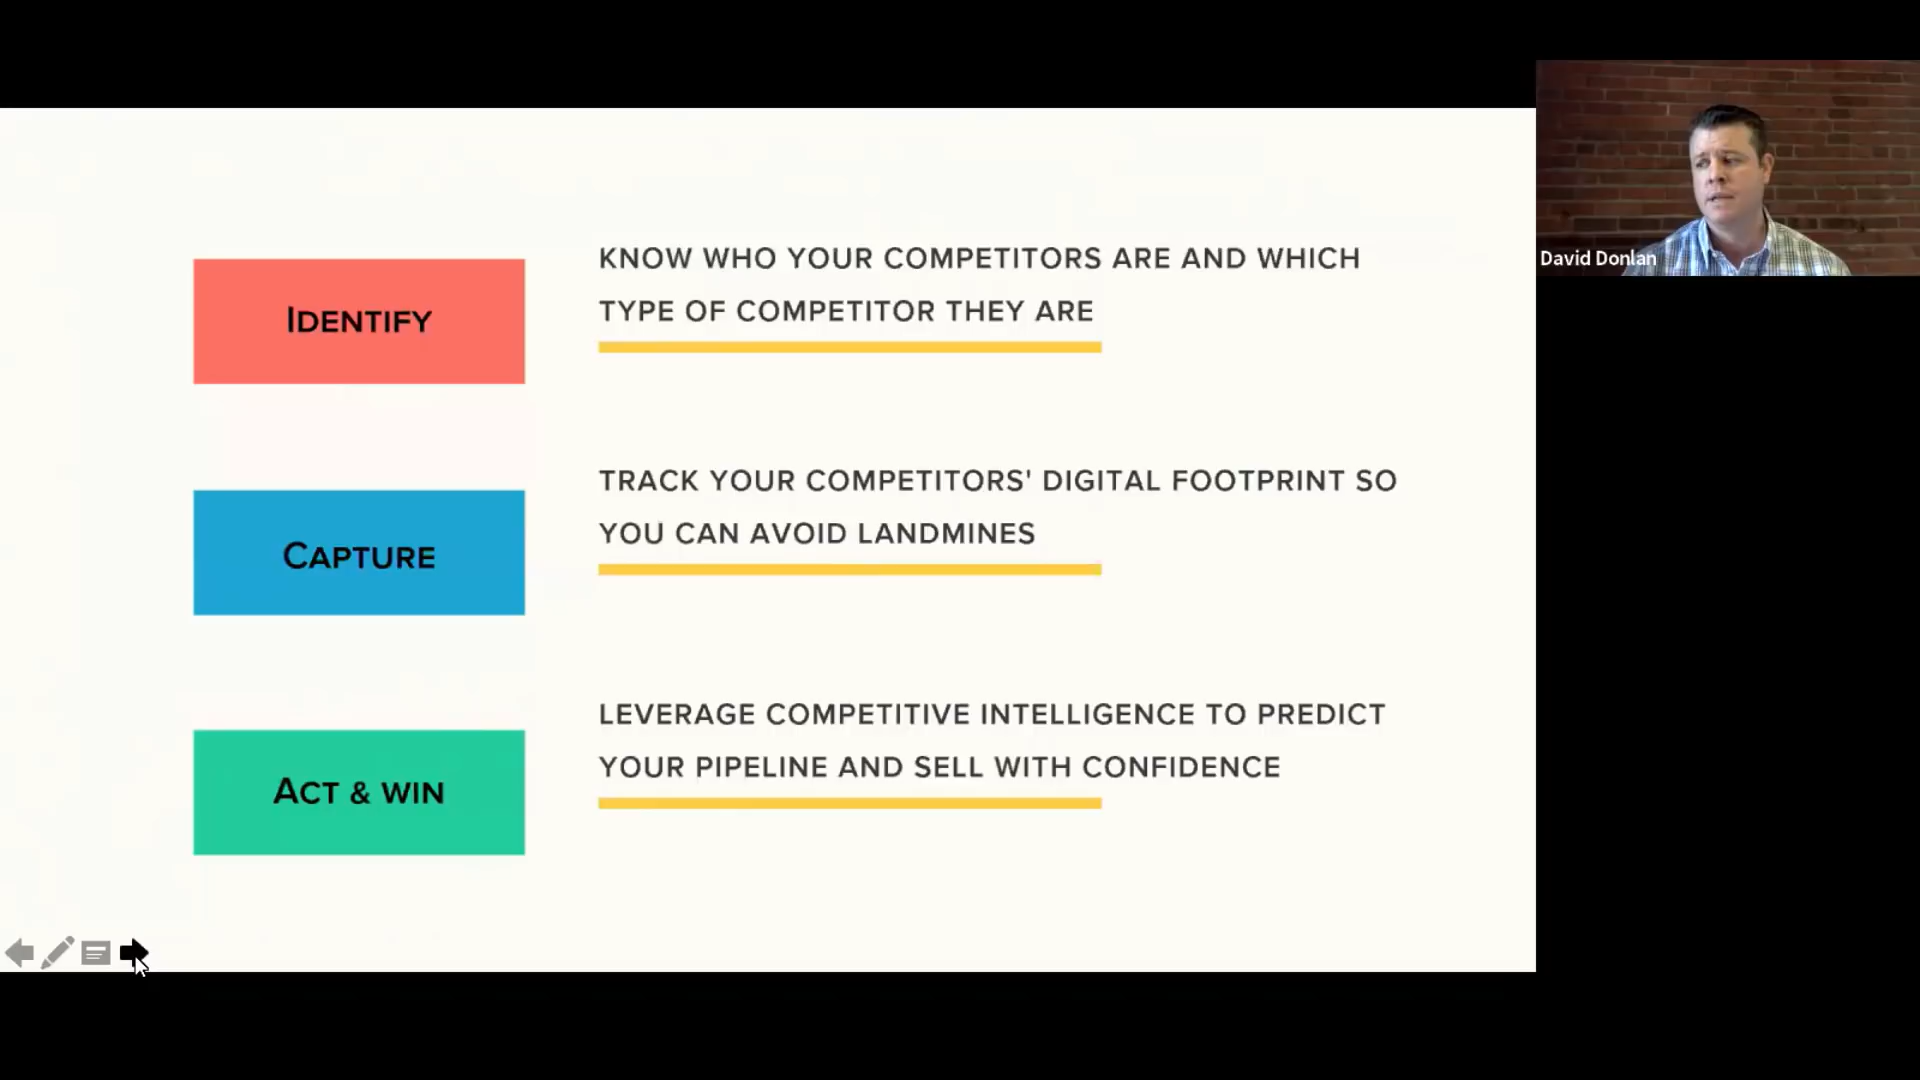 IDENTIFY
KNOW WHO YOUR COMPETITORS ARE AND WHICH
TYPE OF COMPETITOR THEY ARE
CAPTURE
TRACK YOUR COMPETITORS' DIGITAL FOOTPRINT SO
YOU CAN AVOID LANDMINES
ACT & WIN
LEVERAGE COMPETITIVE INTELLIGENCE TO PREDICT
YOUR PIPELINE AND SELL WITH CONFIDENCE
David Donlan